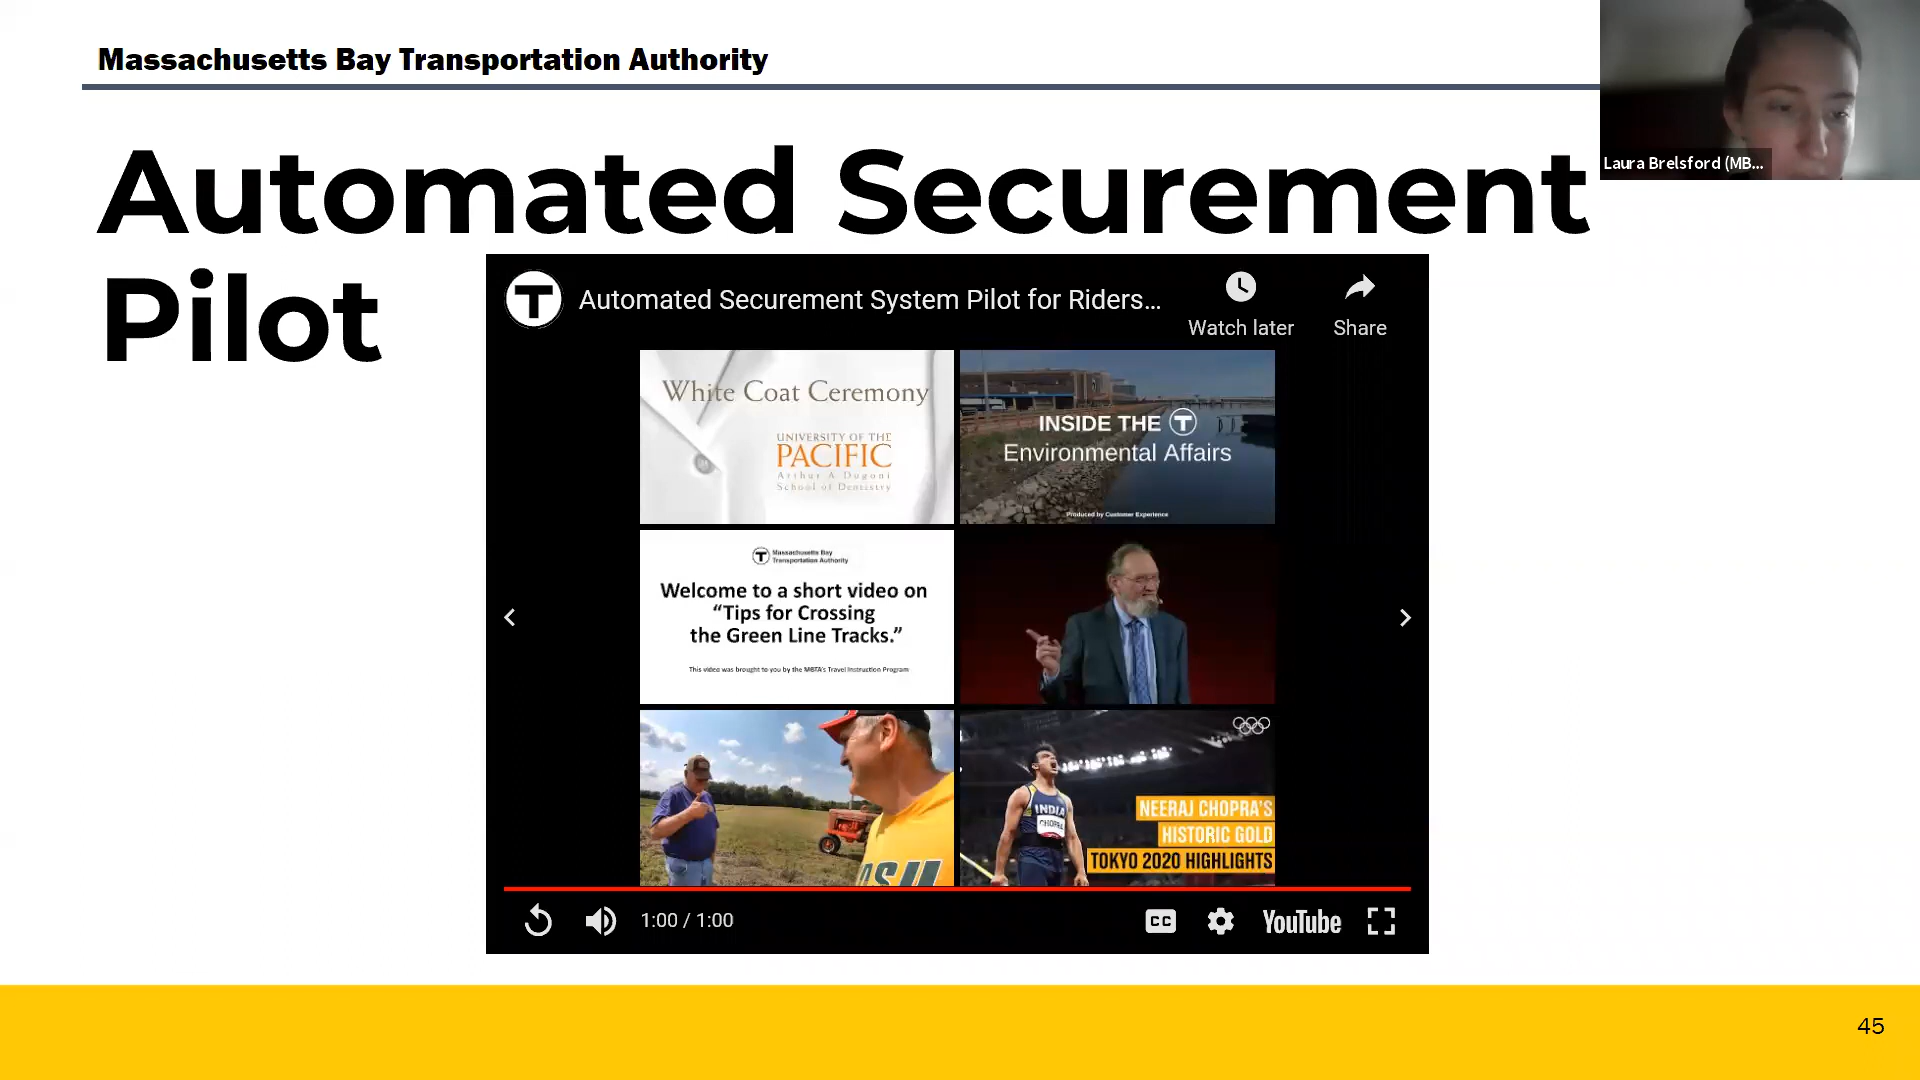 Massachusetts Bay Transportation Authority
Laura Brelsford (MB...
Automated Securement
Pilot
T
Automated Securement System Pilot for Riders...
Watch later
Share
White Coat Ceremony
UNIVERSITY OF THE
PACIFIC
Arthur A Dugoni
School of Dentistry
INSIDE THE T
Environmental Affairs
Produced by Customer Experience
T Massachusetts Bay
Transportation Authority
Welcome to a short video on
“Tips for Crossing
the Green Line Tracks.”
This video was brought to you by the MBTA's Travel Instruction Program
INDIA
CHOPRA
NEERAJ CHOPRA'S
HISTORIC GOLD
TOKYO 2020 HIGHLIGHTS
1:00 / 1:00
CC
YouTube
45